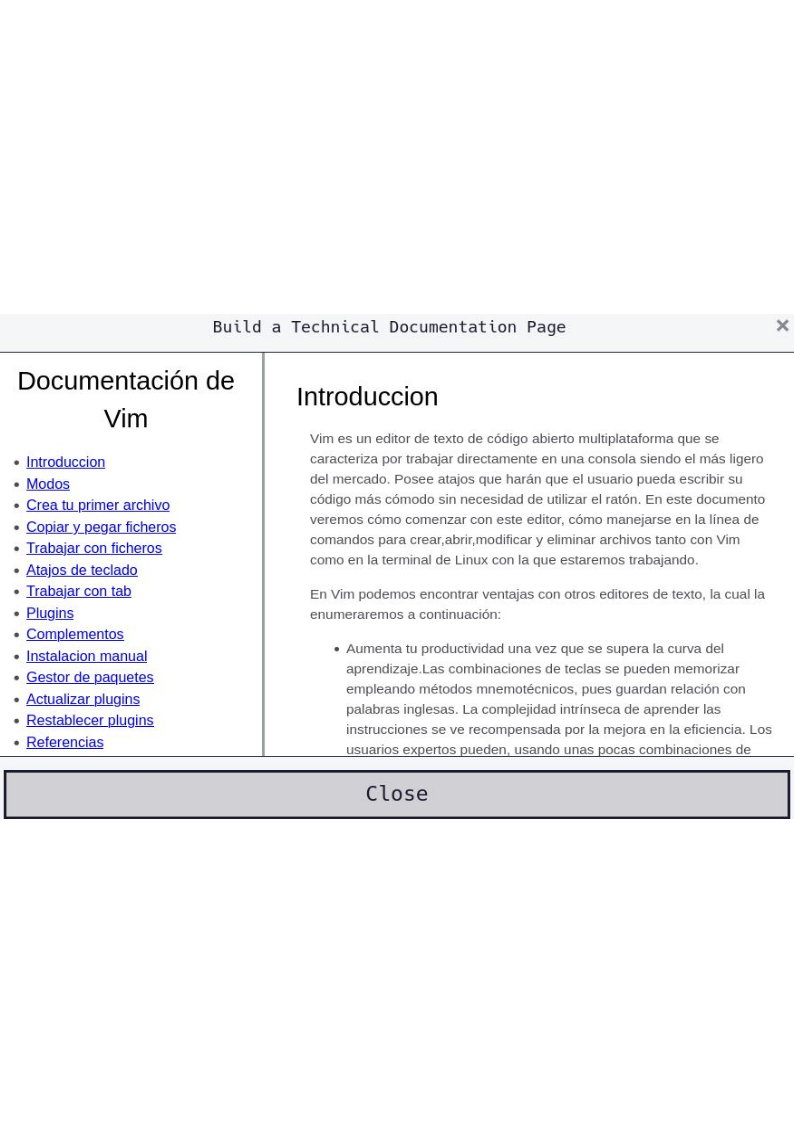 Build a Technical Documentation Page
×
Documentación de
Vim
Introduccion
Modos
Crea tu primer archivo
Copiar y pegar ficheros
Trabajar con ficheros
Atajos de teclado
Trabajar con tab
Plugins
Complementos
Instalacion manual
Gestor de paquetes
Actualizar plugins
Restablecer plugins
Referencias
Introduccion
Vim es un editor de texto de código abierto multiplataforma que se
caracteriza por trabajar directamente en una consola siendo el más ligero
del mercado. Posee atajos que harán que el usuario pueda escribir su
código más cómodo sin necesidad de utilizar el ratón. En este documento
veremos cómo comenzar con este editor, cómo manejarse en la línea de
comandos para crear,abrir,modificar y eliminar archivos tanto con Vim
como en la terminal de Linux con la que estaremos trabajando.
En Vim podemos encontrar ventajas con otros editores de texto, la cual la
enumeraremos a continuación:
Aumenta tu productividad una vez que se supera la curva del
aprendizaje.Las combinaciones de teclas se pueden memorizar
empleando métodos mnemotécnicos, pues guardan relación con
palabras inglesas. La complejidad intrínseca de aprender las
instrucciones se ve recompensada por la mejora en la eficiencia. Los
usuarios expertos pueden, usando unas pocas combinaciones de
Close